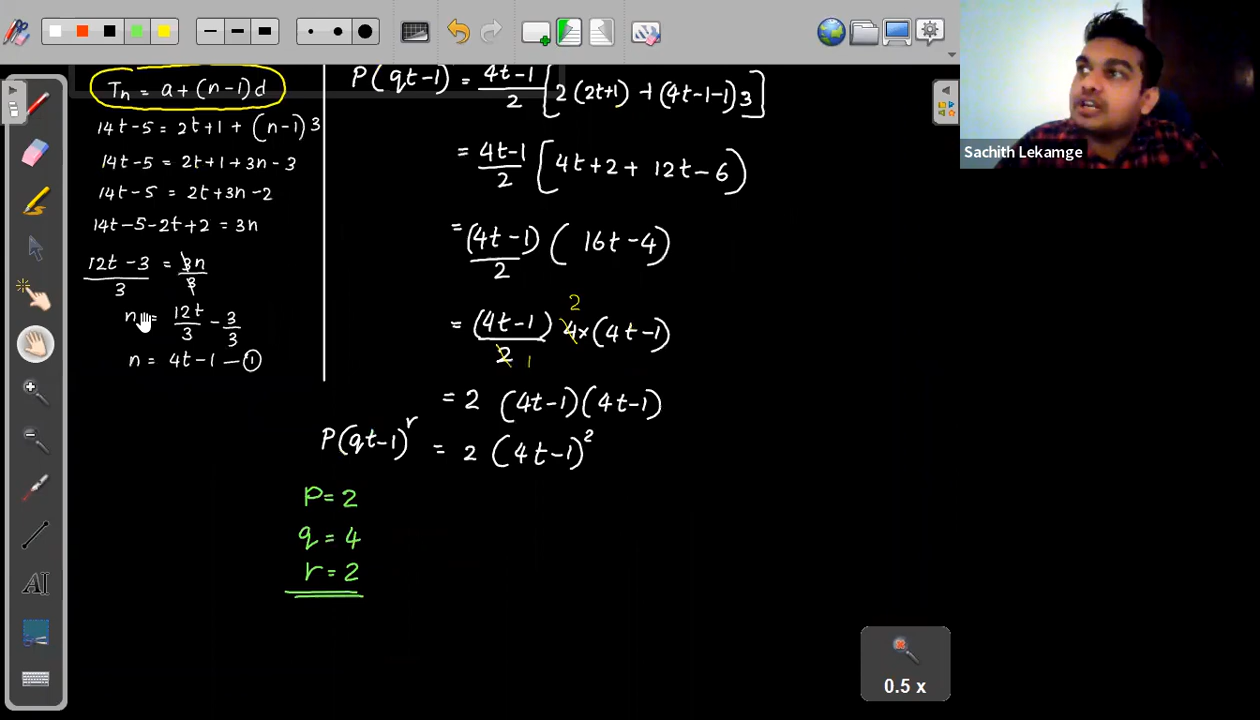 Tn = a + (n-1)d
14t-5 = 2t+1 + (n-1)3
14t-5 = 2t+1+3n-3
14t-5 = 2t+3n-2
14t-5-2t+2 = 3n
12t-3/3 = 3n/3
n = 12t/3 - 3/3
n = 4t-1 — ①
P(qt-1)^r = 4t-1/2 [2(2t+1) + (4t-1-1)3]
= 4t-1/2 [4t+2+12t-6)
= (4t-1)/2 (16t-4)
2
= (4t-1)/2 4×(4t-1)
1
= 2 (4t-1)(4t-1)
P(qt-1)^r = 2 (4t-1)^2
P = 2
q = 4
r = 2
Sachith Lekamge
AI
0.5 x